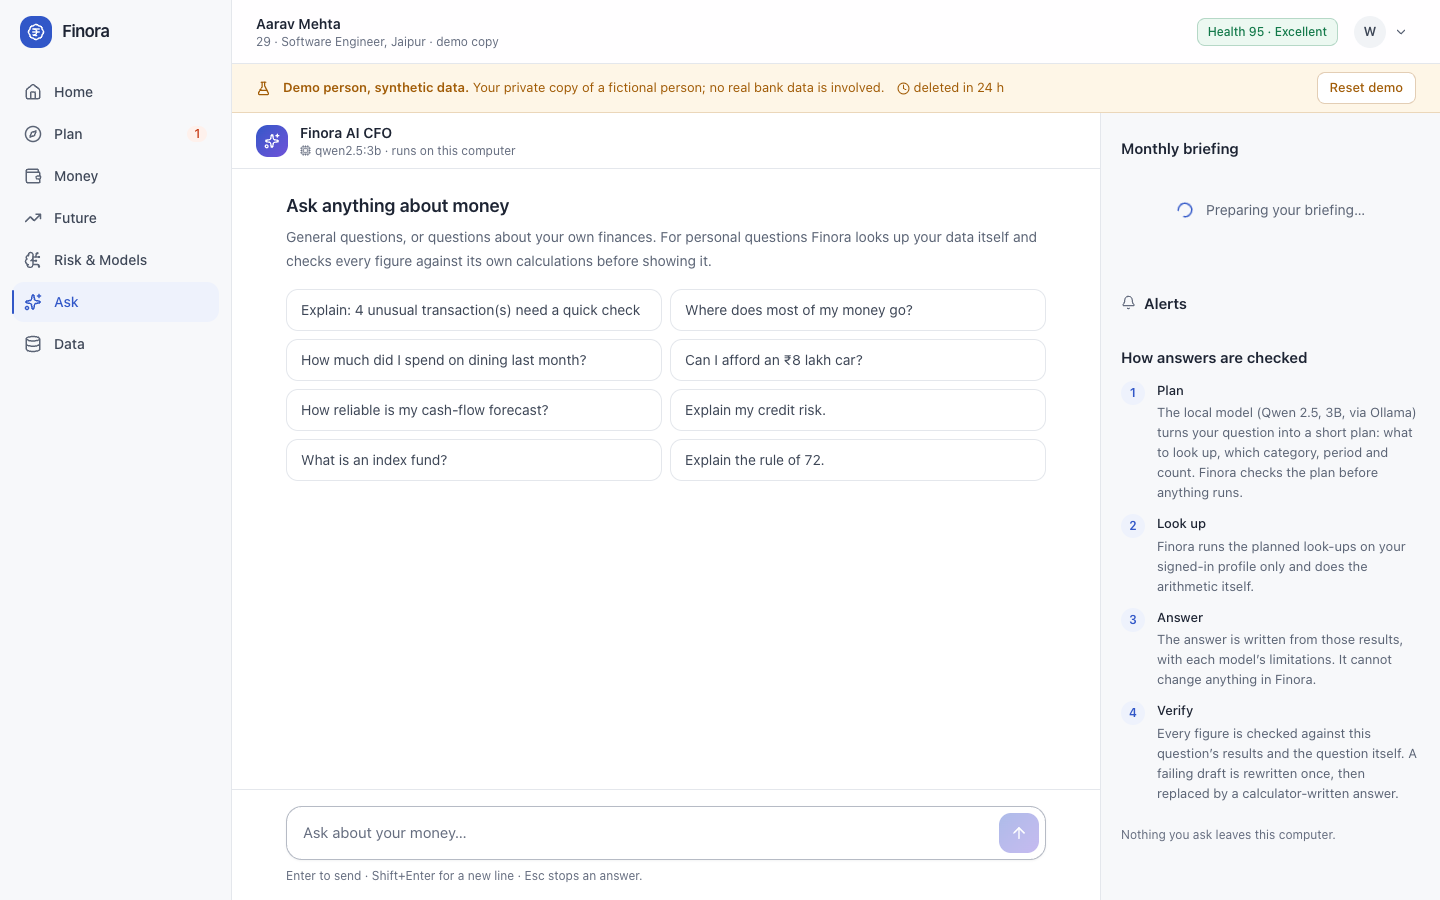 Finora
Home
Plan 1
Money
Future
Risk & Models
Ask
Data
Aarav Mehta
29 · Software Engineer, Jaipur · demo copy
Health 95 · Excellent
W
Demo person, synthetic data. Your private copy of a fictional person; no real bank data is involved. deleted in 24 h
Reset demo
Finora AI CFO
qwen2.5:3b · runs on this computer
Ask anything about money
General questions, or questions about your own finances. For personal questions Finora looks up your data itself and
checks every figure against its own calculations before showing it.
Explain: 4 unusual transaction(s) need a quick check
Where does most of my money go?
How much did I spend on dining last month?
Can I afford an ₹8 lakh car?
How reliable is my cash-flow forecast?
Explain my credit risk.
What is an index fund?
Explain the rule of 72.
Ask about your money...
Enter to send · Shift+Enter for a new line · Esc stops an answer.
Monthly briefing
Preparing your briefing...
Alerts
How answers are checked
1 Plan
The local model (Qwen 2.5, 3B, via Ollama)
turns your question into a short plan: what
to look up, which category, period and
count. Finora checks the plan before
anything runs.
2 Look up
Finora runs the planned look-ups on your
signed-in profile only and does the
arithmetic itself.
3 Answer
The answer is written from those results,
with each model's limitations. It cannot
change anything in Finora.
4 Verify
Every figure is checked against this
question's results and the question itself. A
failing draft is rewritten once, then
replaced by a calculator-written answer.
Nothing you ask leaves this computer.